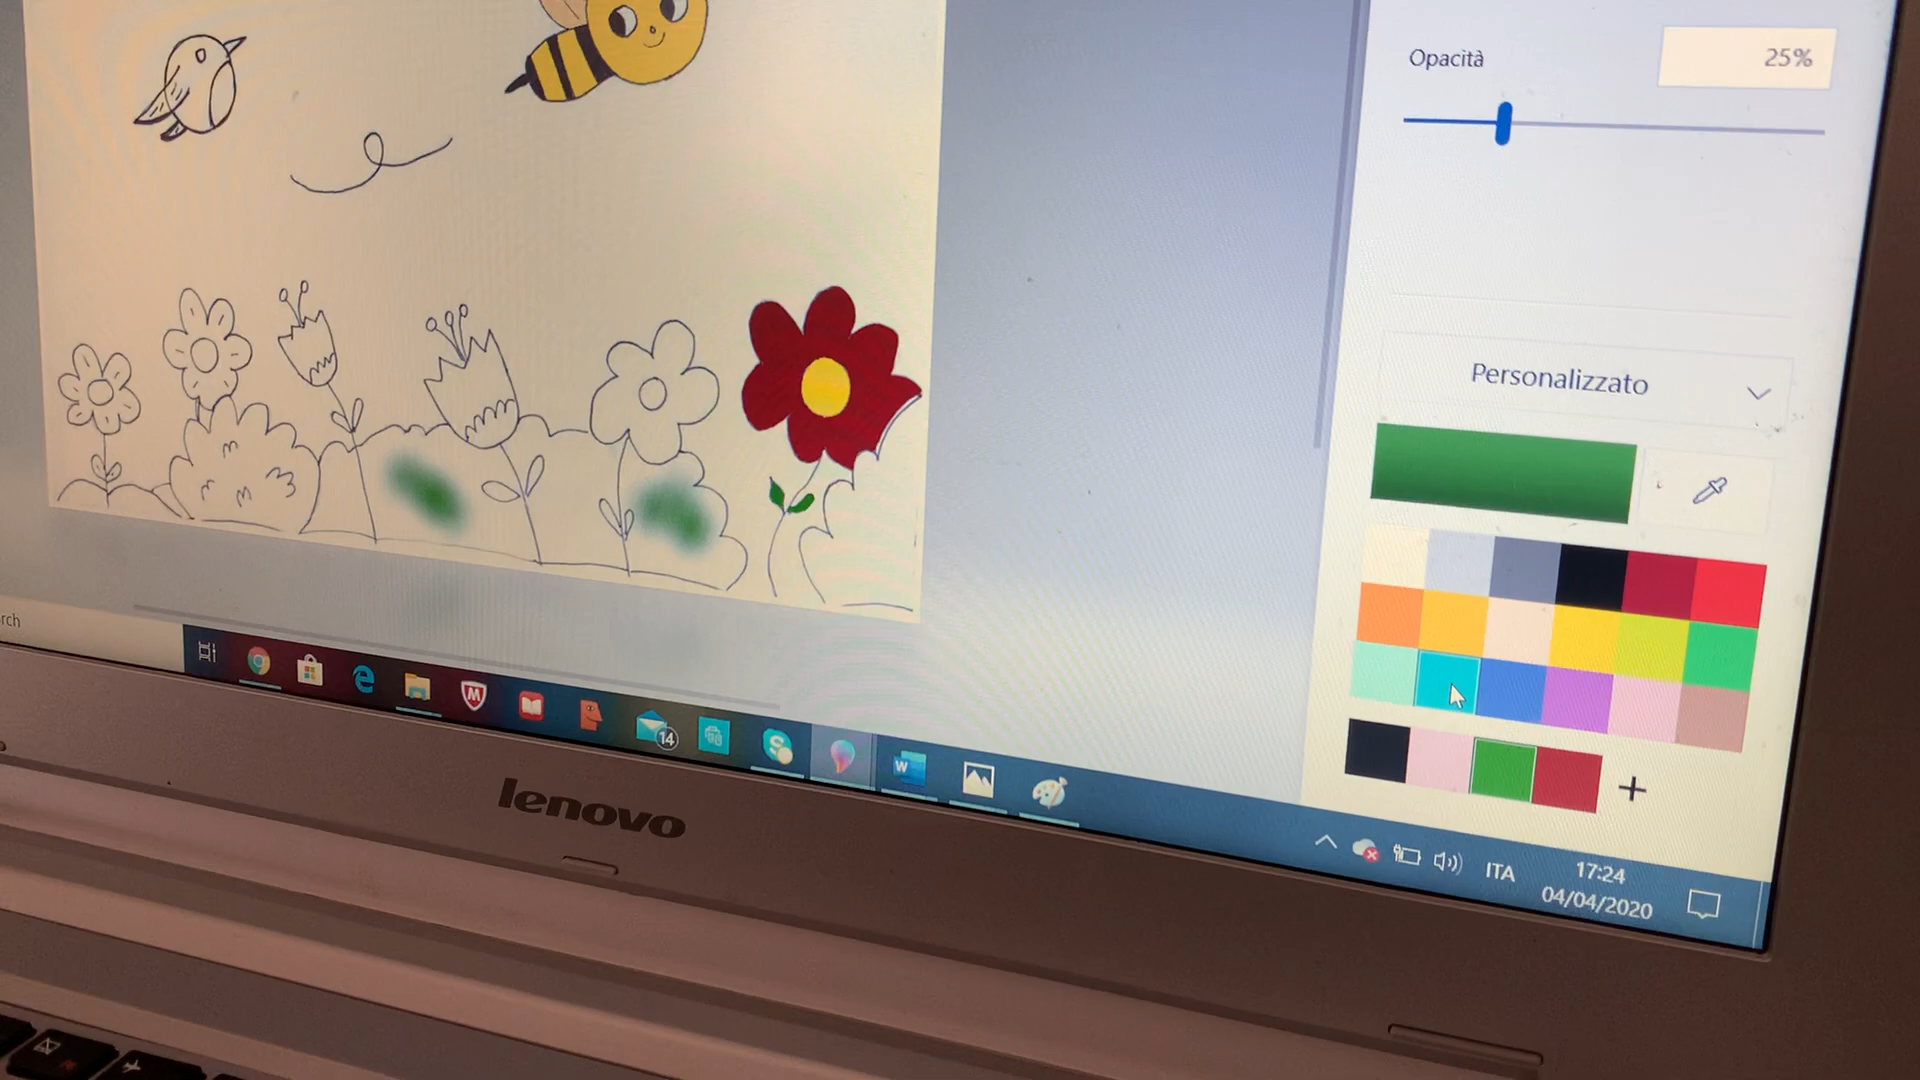 Opacità
25%
Personalizzato
rch
14
W
lenovo
ITA
17:24
04/04/2020